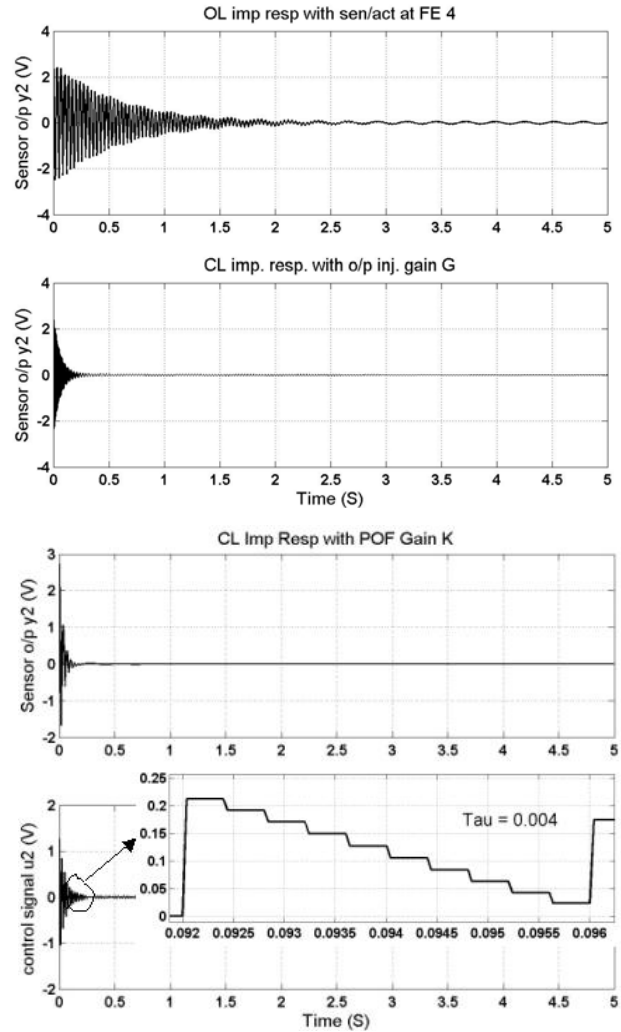 OL imp resp with sen/act at FE 4
Sensor o/p y2 (V)
4
2
0
-2
-4
0 0.5 1 1.5 2 2.5 3 3.5 4 4.5 5
CL imp. resp. with o/p inj. gain G
Sensor o/p y2 (V)
4
2
0
-2
-4
0 0.5 1 1.5 2 2.5 3 3.5 4 4.5 5
Time (S)
CL Imp Resp with POF Gain K
Sensor o/p y2 (V)
3
2
1
0
-1
-2
0 0.5 1 1.5 2 2.5 3 3.5 4 4.5 5
control signal u2 (V)
2
1
0
-1
-2
0.25
0.2
0.15
0.1
0.05
0
Tau = 0.004
0.092 0.0925 0.093 0.0935 0.094 0.0945 0.095 0.0955 0.096
0 0.5 1 1.5 2 2.5 3 3.5 4 4.5 5
Time (S)